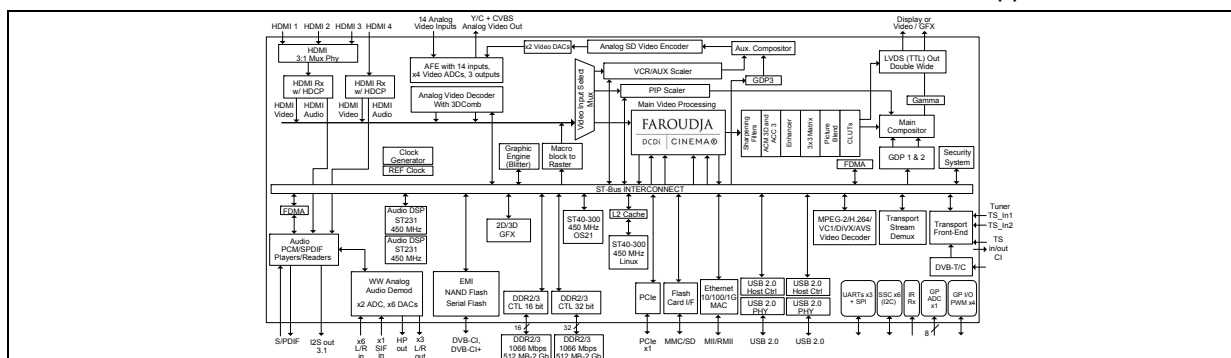 HDMI 1 HDMI 2 HDMI 3 HDMI 4
14 Analog
Video Inputs
Y/C + CVBS
Analog Video Out
Display or
Video / GFX
HDMI
3:1 Mux Phy
HDMI Rx
w/ HDCP
HDMI Rx
w/ HDCP
HDMI
Video
HDMI
Audio
HDMI
Video
HDMI
Audio
AFE with 14 inputs,
x4 Video ADCs, 3 outputs
Analog Video Decoder
With 3DComb
x2 Video DACs
Analog SD Video Encoder
Aux. Compositor
Video Input Select
Mux
VCR/AUX Scaler
GDP3
PIP Scaler
Main Video Processing
FAROUDJA
DCDi CINEMA®
Sharpening
Filters
ACM 3D and
ACC 3
Enhancer
3x3 Matrix
Picture
Blend
CLUTs
LVDS (TTL) Out
Double Wide
Gamma
Main
Compositor
Clock
Generator
REF Clock
Graphic
Engine
(Blitter)
Macro
block to
Raster
FDMA
GDP 1 & 2
Security
System
ST-Bus INTERCONNECT
FDMA
Audio
PCM/SPDIF
Players/Readers
Audio DSP
ST231
450 MHz
Audio DSP
ST231
450 MHz
2D/3D
GFX
ST40-300
450 MHz
OS21
L2 Cache
ST40-300
450 MHz
Linux
MPEG-2/H.264/
VC1/DiVX/AVS
Video Decoder
Transport
Stream
Demux
Transport
Front-End
Tuner
TS_In1
TS_In2
TS
in/out
CI
DVB-T/C
WW Analog
Audio Demod
x2 ADC, x6 DACs
EMI
NAND Flash
Serial Flash
DDR2/3
CTL 16 bit
DDR2/3
CTL 32 bit
PCIe
Flash
Card I/F
Ethernet
10/100/1G
MAC
USB 2.0
Host Ctrl
USB 2.0
PHY
USB 2.0
Host Ctrl
USB 2.0
PHY
UARTs x3
+ SPI
SSC x6
(I2C)
IR
Rx
GP
ADC
x1
GP I/O
PWM x4
16
32
8
S/PDIF
I2S out
3.1
x6
L/R
in
x1
SIF
in
HP
out
x3
L/R
out
DVB-CI,
DVB-CI+
DDR2/3
1066 Mbps
512 MB-2 Gb
DDR2/3
1066 Mbps
512 MB-2 Gb
PCIe
x1
MMC/SD
MII/RMII
USB 2.0
USB 2.0